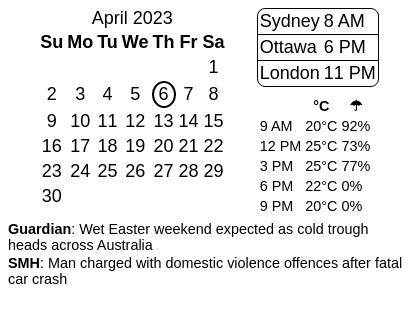 April 2023
Su Mo Tu We Th Fr Sa
1
2 3 4 5 6 7 8
9 10 11 12 13 14 15
16 17 18 19 20 21 22
23 24 25 26 27 28 29
30
Sydney 8 AM
Ottawa 6 PM
London 11 PM
°C ☂
9 AM 20°C 92%
12 PM 25°C 73%
3 PM 25°C 77%
6 PM 22°C 0%
9 PM 20°C 0%
Guardian: Wet Easter weekend expected as cold trough
heads across Australia
SMH: Man charged with domestic violence offences after fatal
car crash